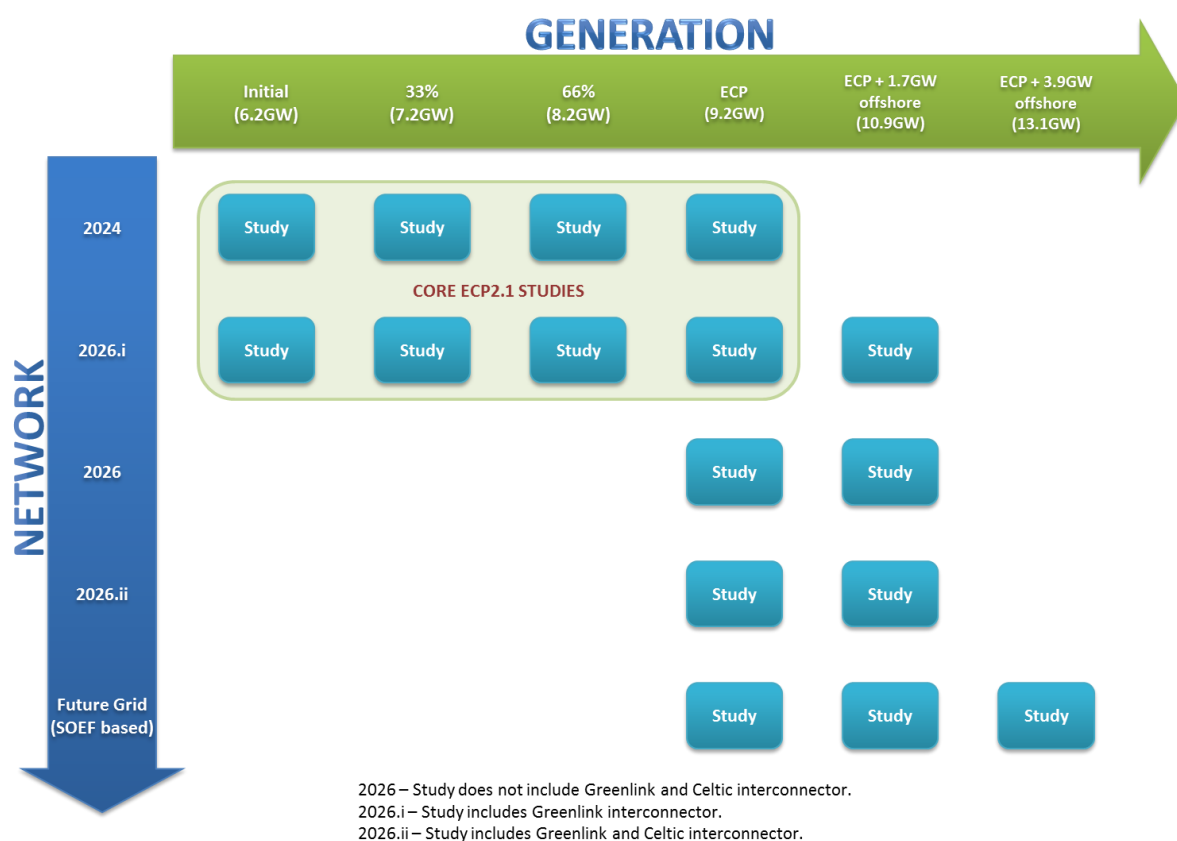 GENERATION
Initial
(6.2GW)
33%
(7.2GW)
66%
(8.2GW)
ECP
(9.2GW)
ECP + 1.7GW
offshore
(10.9GW)
ECP + 3.9GW
offshore
(13.1GW)
NETWORK
2024
Study
Study
Study
Study
CORE ECP2.1 STUDIES
2026.i
Study
Study
Study
Study
Study
2026
Study
Study
2026.ii
Study
Study
Future Grid
(SOEF based)
Study
Study
Study
2026 – Study does not include Greenlink and Celtic interconnector.
2026.i – Study includes Greenlink interconnector.
2026.ii – Study includes Greenlink and Celtic interconnector.